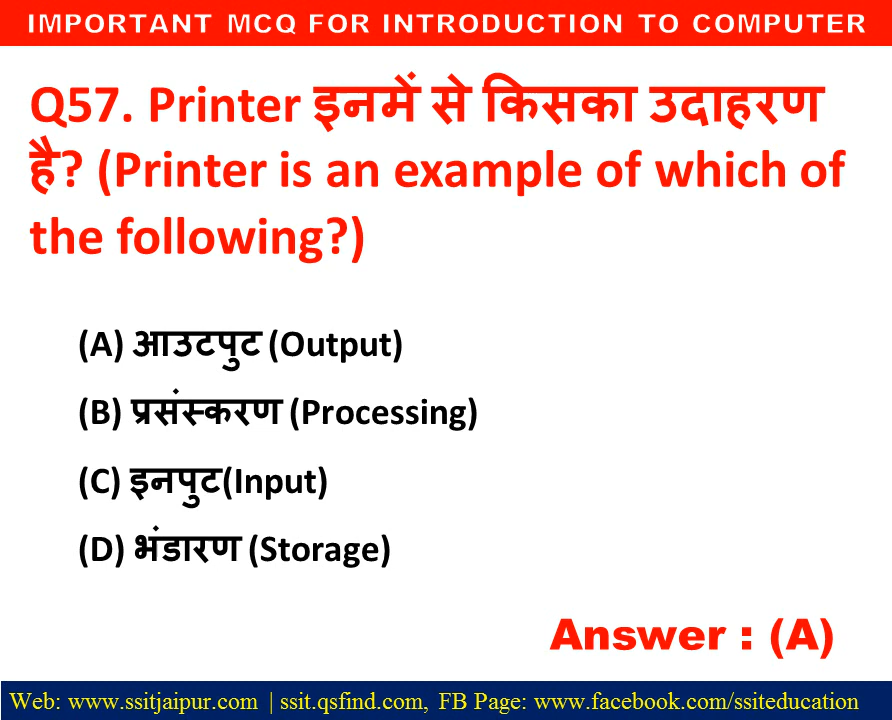 IMPORTANT MCQ FOR INTRODUCTION TO COMPUTER
Q57. Printer इनमें से किसका उदाहरण
है? (Printer is an example of which of
the following?)
(A) आउटपुट (Output)
(B) प्रसंस्करण (Processing)
(C) इनपुट(Input)
(D) भंडारण (Storage)
Answer : (A)
Web: www.ssitjaipur.com | ssit.qsfind.com, FB Page: www.facebook.com/ssiteducation